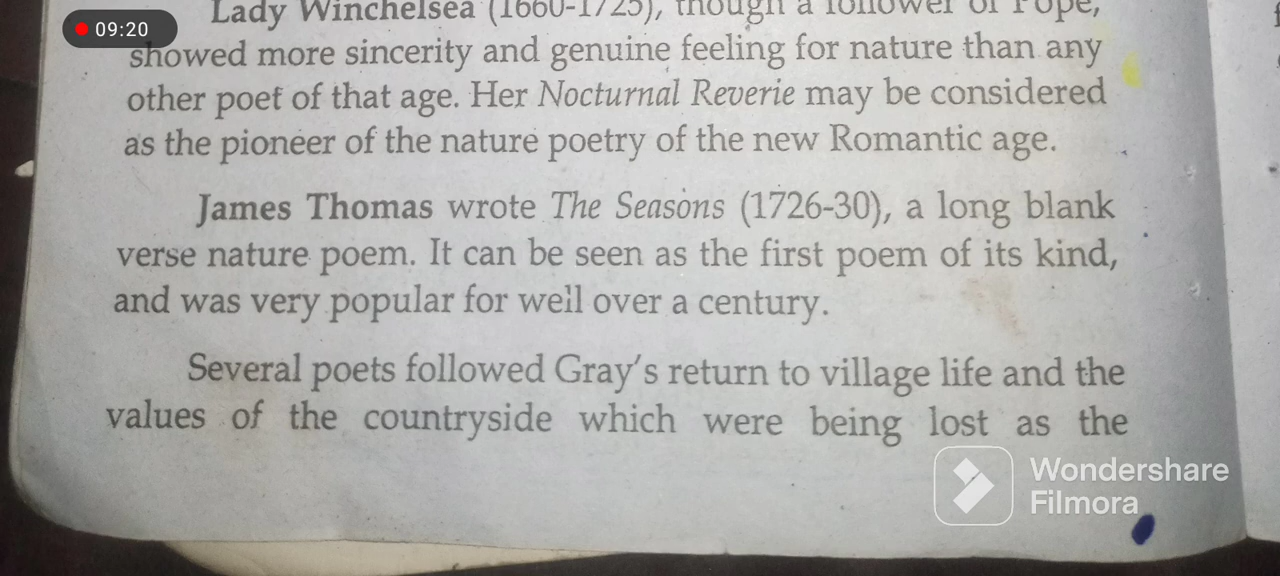 09:20
Lady Winchelsea (1660-1725), though a follower of Pope,
showed more sincerity and genuine feeling for nature than any
other poet of that age. Her Nocturnal Reverie may be considered
as the pioneer of the nature poetry of the new Romantic age.
James Thomas wrote The Seasons (1726-30), a long blank
verse nature poem. It can be seen as the first poem of its kind,
and was very popular for well over a century.
Several poets followed Gray's return to village life and the
values of the countryside which were being lost as the
Wondershare
Filmora